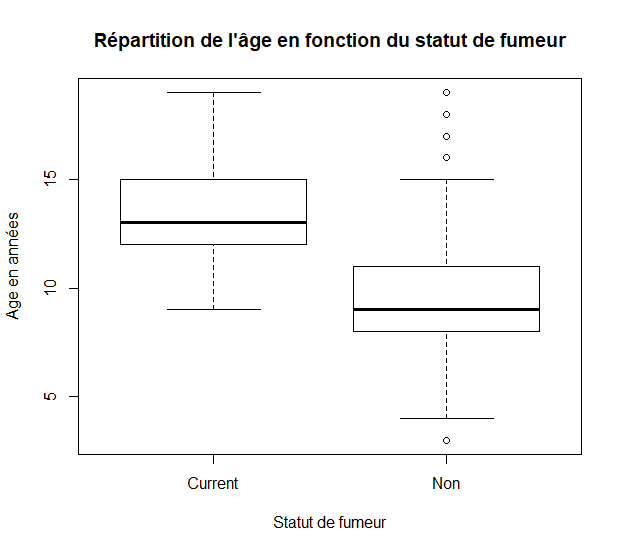 Répartition de l'âge en fonction du statut de fumeur
Age en années
15
10
5
Current
Non
Statut de fumeur